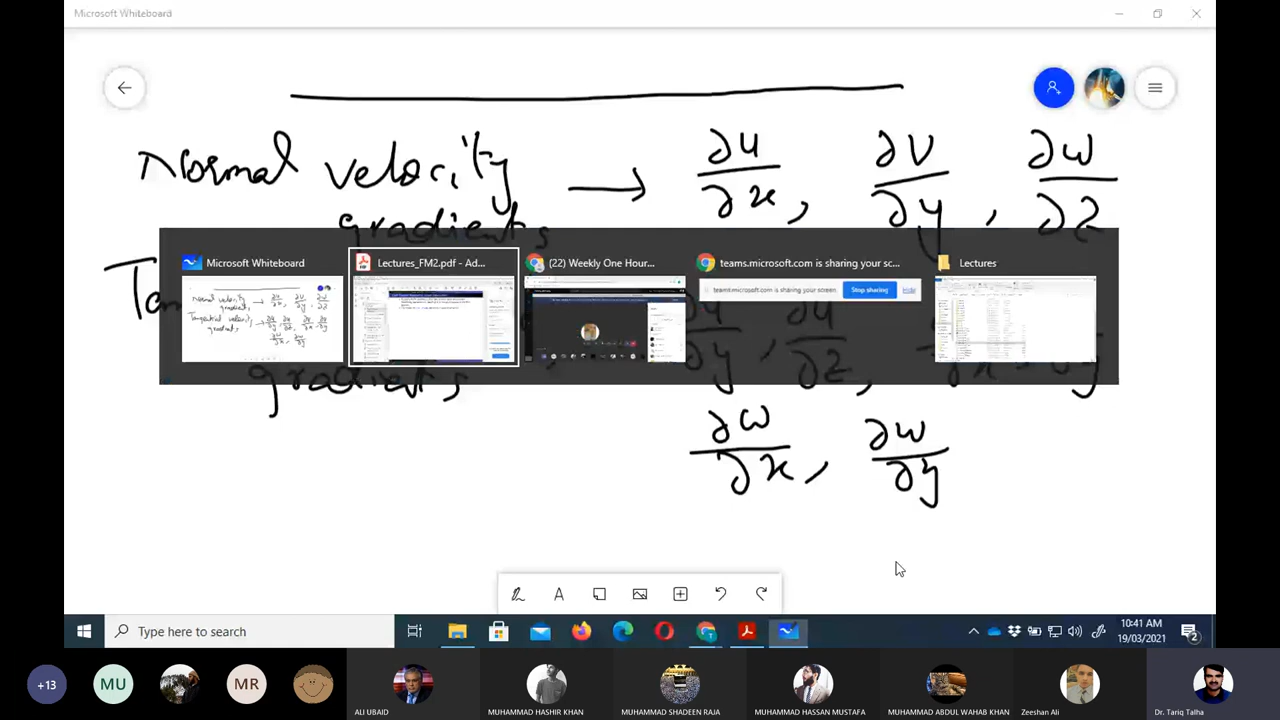 Microsoft Whiteboard
Normal velocity → ∂u/∂x, ∂v/∂y, ∂w/∂z
gradients
Microsoft Whiteboard
Lectures_FM2.pdf - Ad...
(22) Weekly One Hour...
teams.microsoft.com is sharing your sc...
Lectures
teams.microsoft.com is sharing your screen.
Stop sharing
Hide
gradients
∂w/∂x, ∂w/∂y
Type here to search
10:41 AM
19/03/2021
2
+13
MU
MR
ALI UBAID
MUHAMMAD HASHIR KHAN
MUHAMMAD SHADEEN RAJA
MUHAMMAD HASSAN MUSTAFA
MUHAMMAD ABDUL WAHAB KHAN
Zeeshan Ali
Dr. Tariq Talha